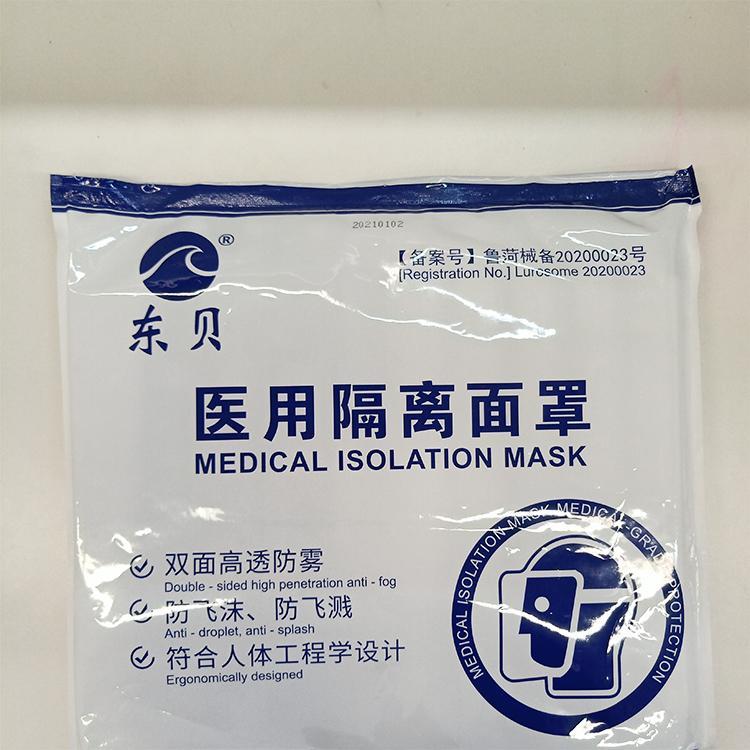 20210102
®
【备案号】鲁菏械备20200023号
[Registration No.] Lurosome 20200023
东贝
医用隔离面罩
MEDICAL ISOLATION MASK
双面高透防雾
Double - sided high penetration anti - fog
防飞沫、防飞溅
Anti - droplet, anti - splash
符合人体工程学设计
Ergonomically designed
MEDICAL ISOLATION MASK MEDICAL-GRADE PROTECTION